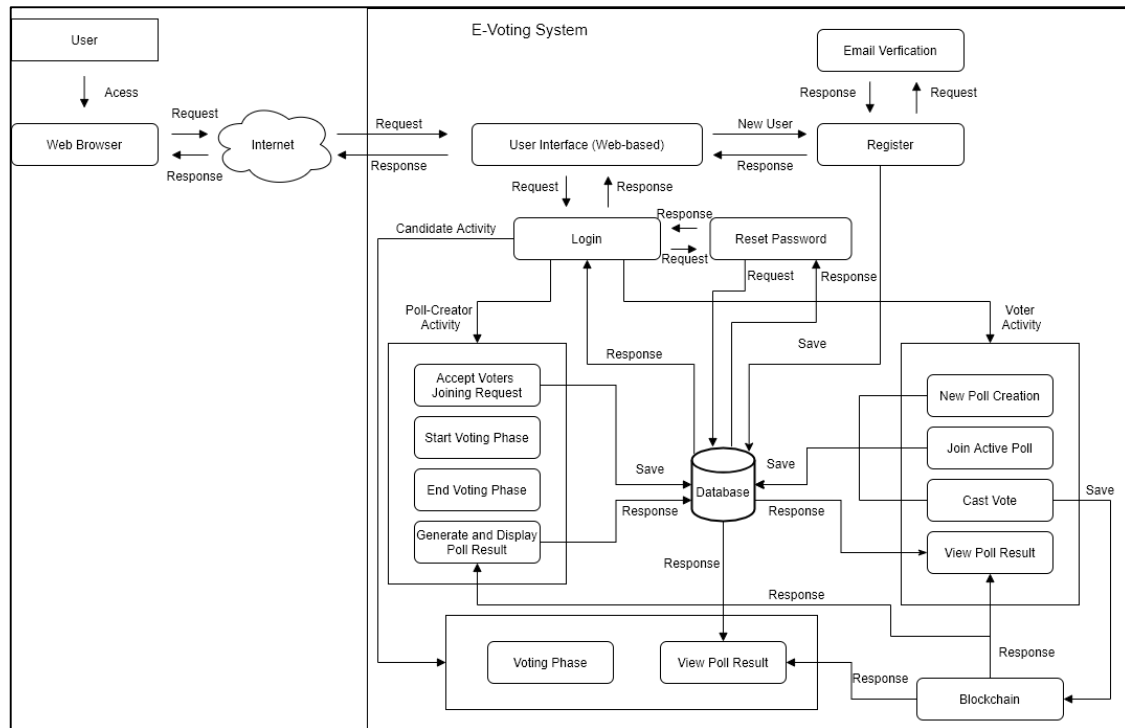 User
E-Voting System
Email Verfication
Acess
Response
Request
Request
Request
New User
Web Browser
Internet
User Interface (Web-based)
Register
Response
Response
Response
Request
Response
Candidate Activity
Response
Login
Reset Password
Request
Request
Response
Poll-Creator
Activity
Voter
Activity
Response
Save
Accept Voters
Joining Request
New Poll Creation
Start Voting Phase
Join Active Poll
Save
Save
End Voting Phase
Database
Cast Vote
Save
Response
Response
Generate and Display
Poll Result
View Poll Result
Response
Response
Response
Voting Phase
View Poll Result
Response
Blockchain